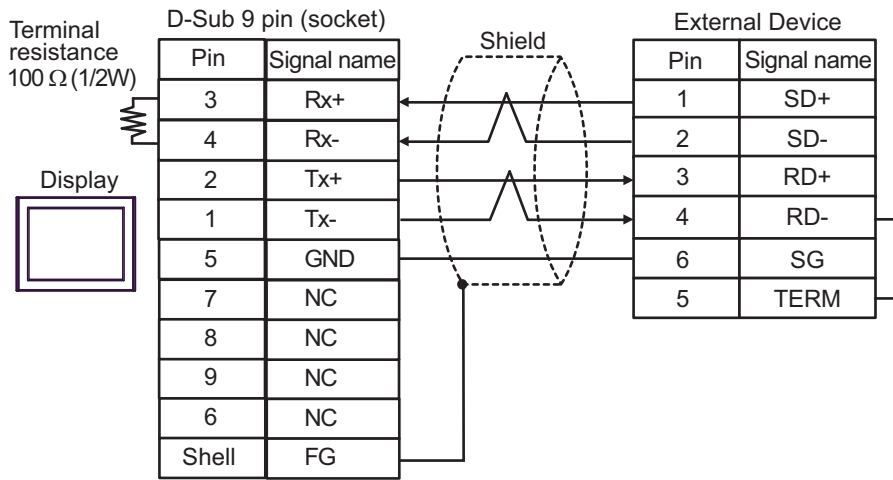 Terminal
resistance
100 Ω (1/2W)
D-Sub 9 pin (socket)
Pin Signal name
3 Rx+
4 Rx-
2 Tx+
1 Tx-
5 GND
7 NC
8 NC
9 NC
6 NC
Shell FG
Display
Shield
External Device
Pin Signal name
1 SD+
2 SD-
3 RD+
4 RD-
6 SG
5 TERM